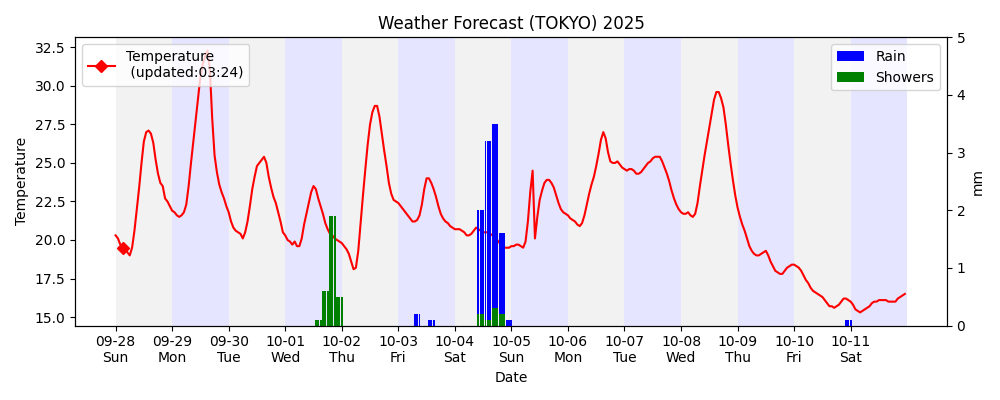 Weather Forecast (TOKYO) 2025
Temperature
(updated:03:24)
Rain
Showers
32.5
30.0
27.5
25.0
22.5
20.0
17.5
15.0
Temperature
5
4
3
2
1
0
mm
09-28 09-29 09-30 10-01 10-02 10-03 10-04 10-05 10-06 10-07 10-08 10-09 10-10 10-11
Sun Mon Tue Wed Thu Fri Sat Sun Mon Tue Wed Thu Fri Sat
Date